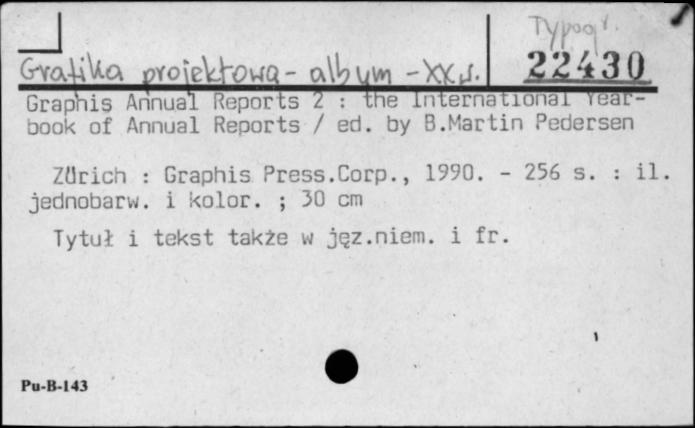 Typogr.
22430
Grafika projektowa - album - XX w.
Graphis Annual Reports 2 : the International Year-
book of Annual Reports / ed. by B.Martin Pedersen
Zürich : Graphis Press.Corp., 1990. - 256 s. : il.
jednobarw. i kolor. ; 30 cm
Tytuł i tekst także w jęz.niem. i fr.
Pu-B-143